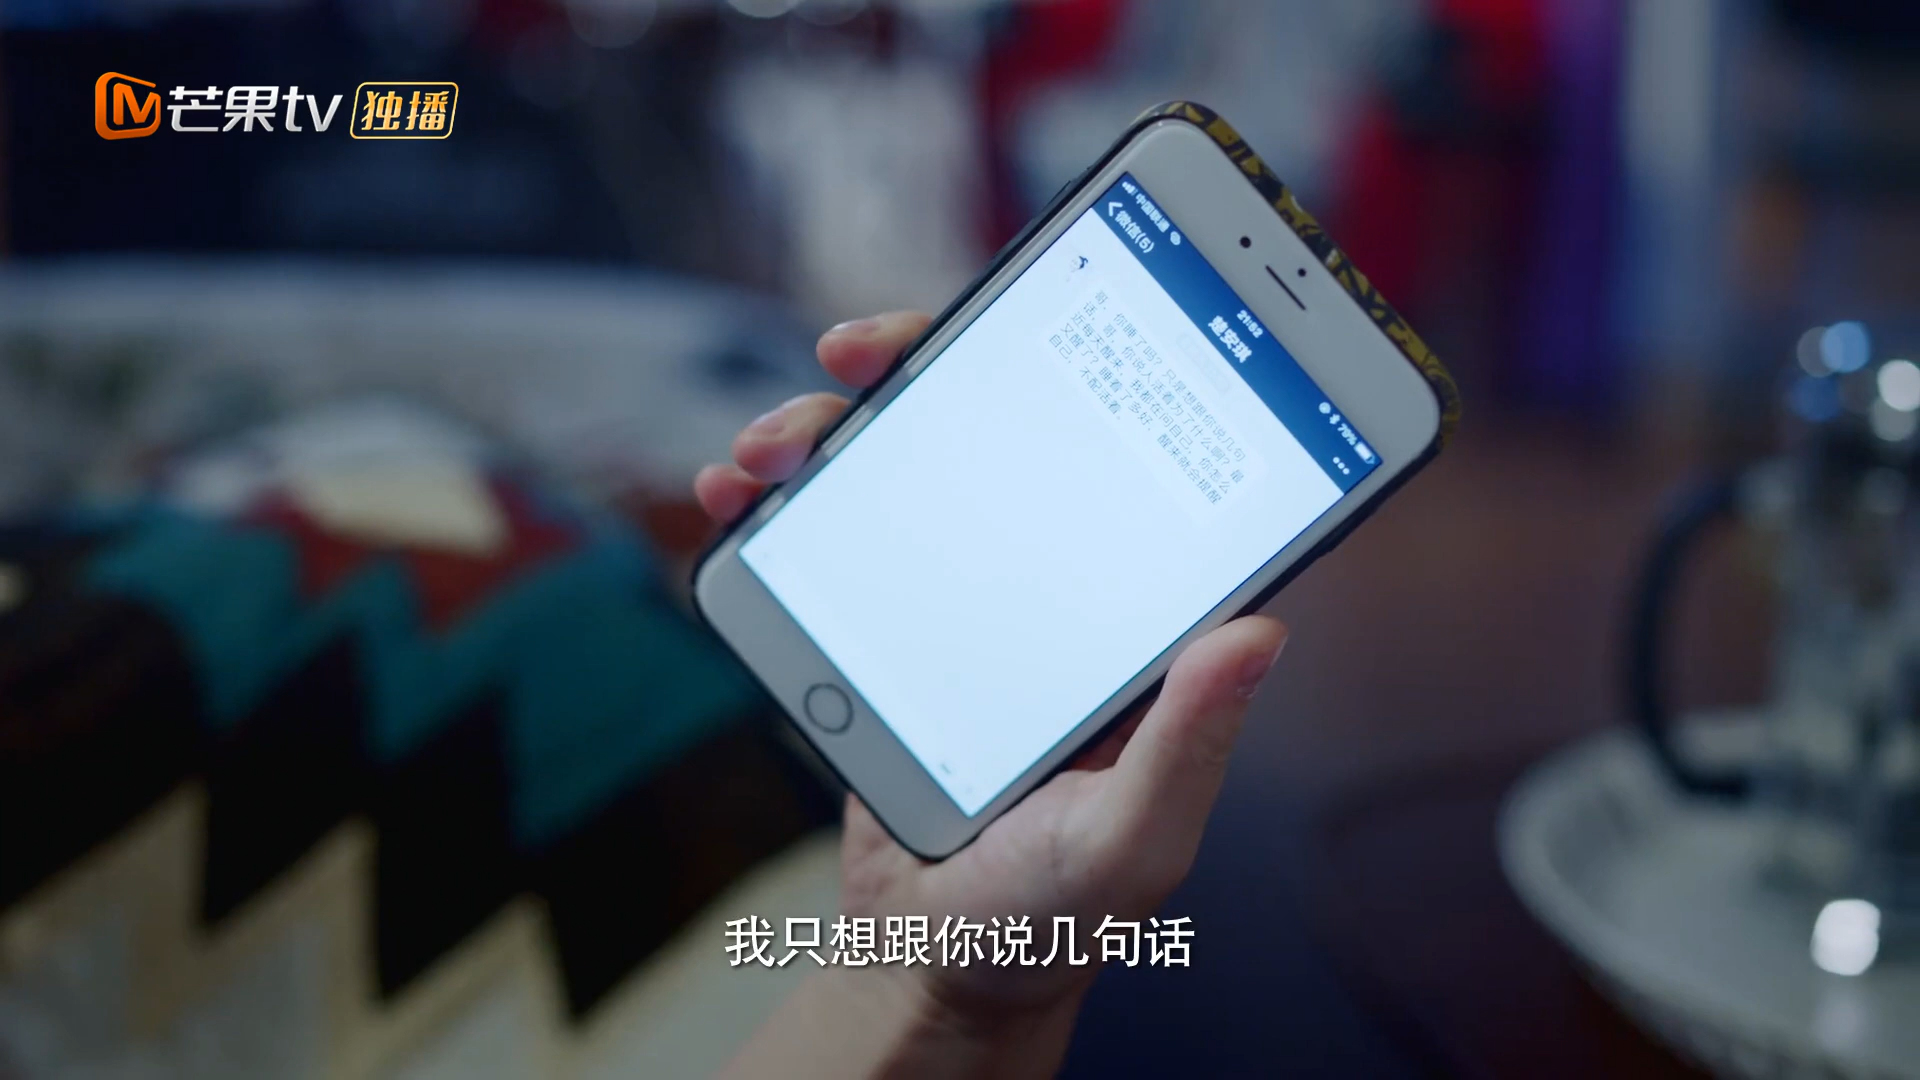 芒果tv 独播
中国联通
21:52
70%
微信(5)
楚安琪
哥，你睡了吗？只是想跟你说几句
话，哥，你说人活着为了什么啊？最
近每天醒来，我都在问自己，你怎么
又醒了？睡着了多好，醒来就会提醒
自己，不配活着。
我只想跟你说几句话